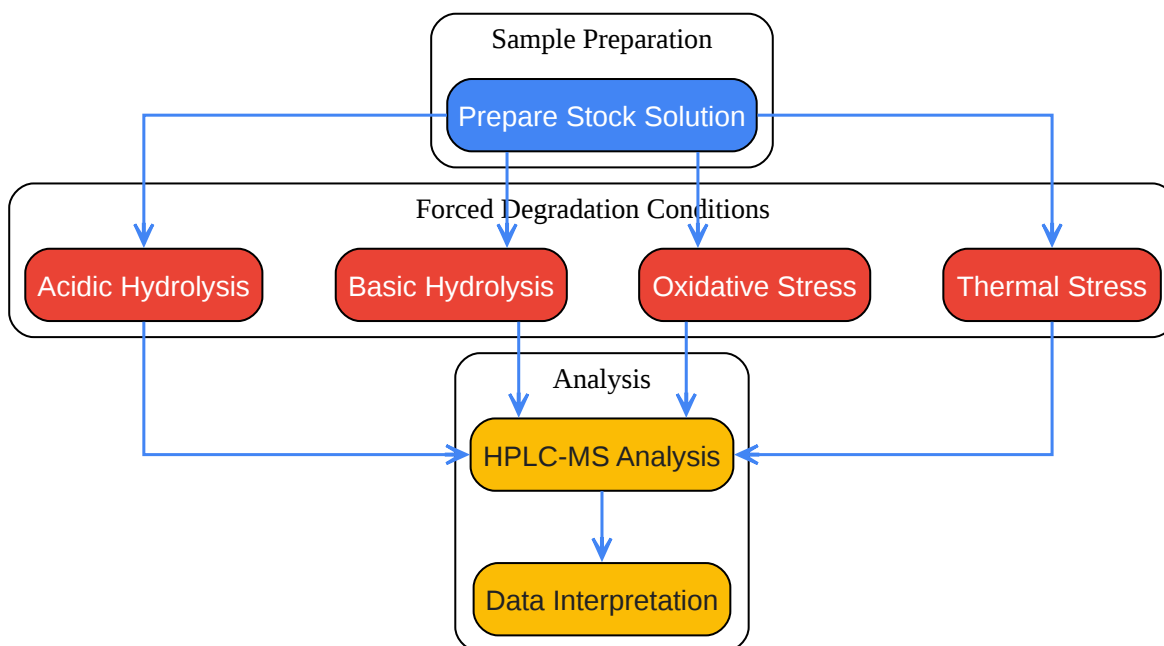 Sample Preparation
Prepare Stock Solution
Forced Degradation Conditions
Acidic Hydrolysis
Basic Hydrolysis
Oxidative Stress
Thermal Stress
Analysis
HPLC-MS Analysis
Data Interpretation